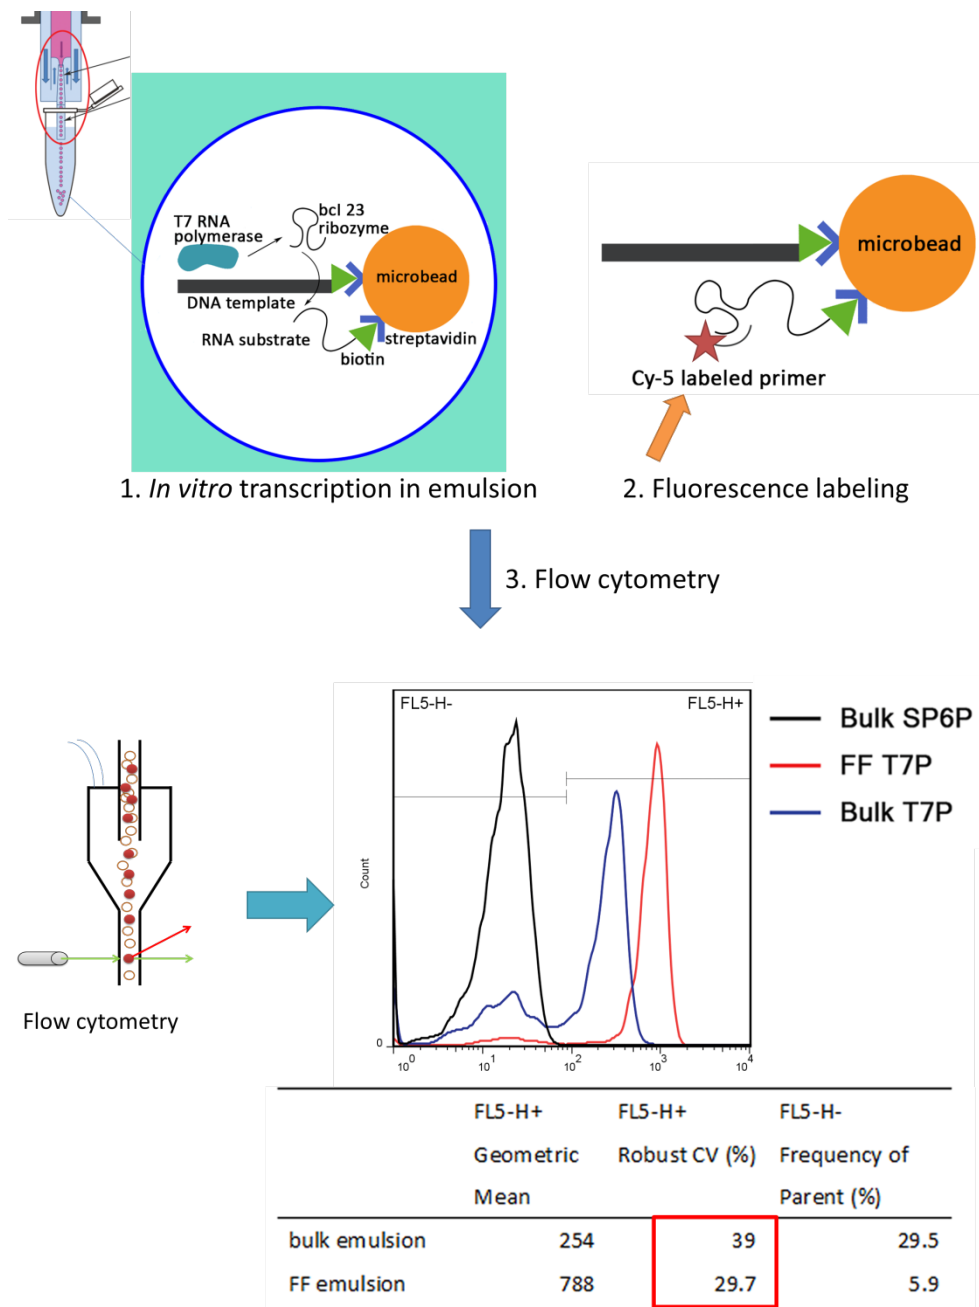 T7 RNA
polymerase
bcl 23
ribozyme
microbead
DNA template
RNA substrate
streptavidin
biotin
microbead
Cy-5 labeled primer
1. In vitro transcription in emulsion
2. Fluorescence labeling
3. Flow cytometry
FL5-H-
FL5-H+
Count
0
10^0 10^1 10^2 10^3 10^4
Bulk SP6P
FF T7P
Bulk T7P
Flow cytometry
FL5-H+ FL5-H+ FL5-H-
Geometric Robust CV (%) Frequency of
Mean Parent (%)
bulk emulsion 254 39 29.5
FF emulsion 788 29.7 5.9